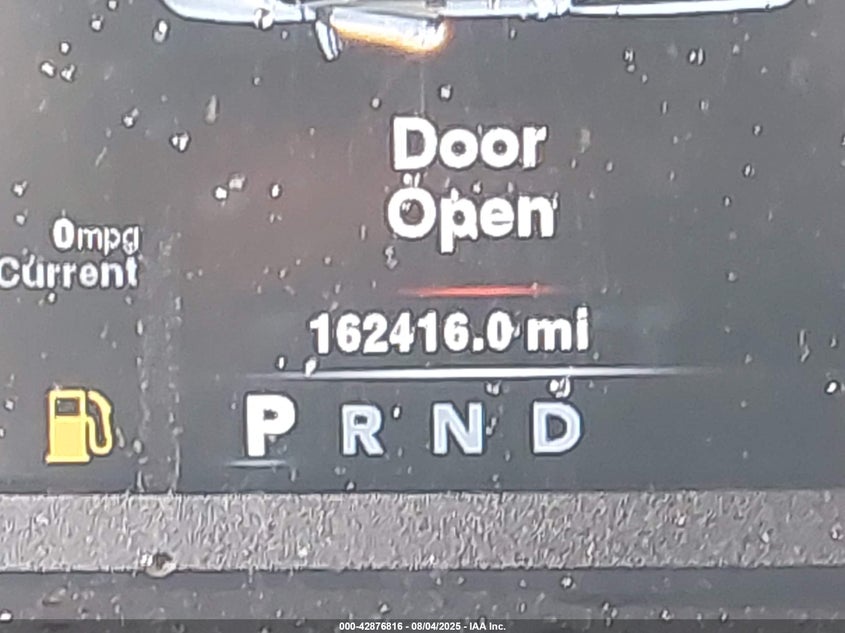 Door
Open
0mpg
Current
162416.0 mi
P R N D
000-42876816 - 08/04/2025 - IAA Inc.